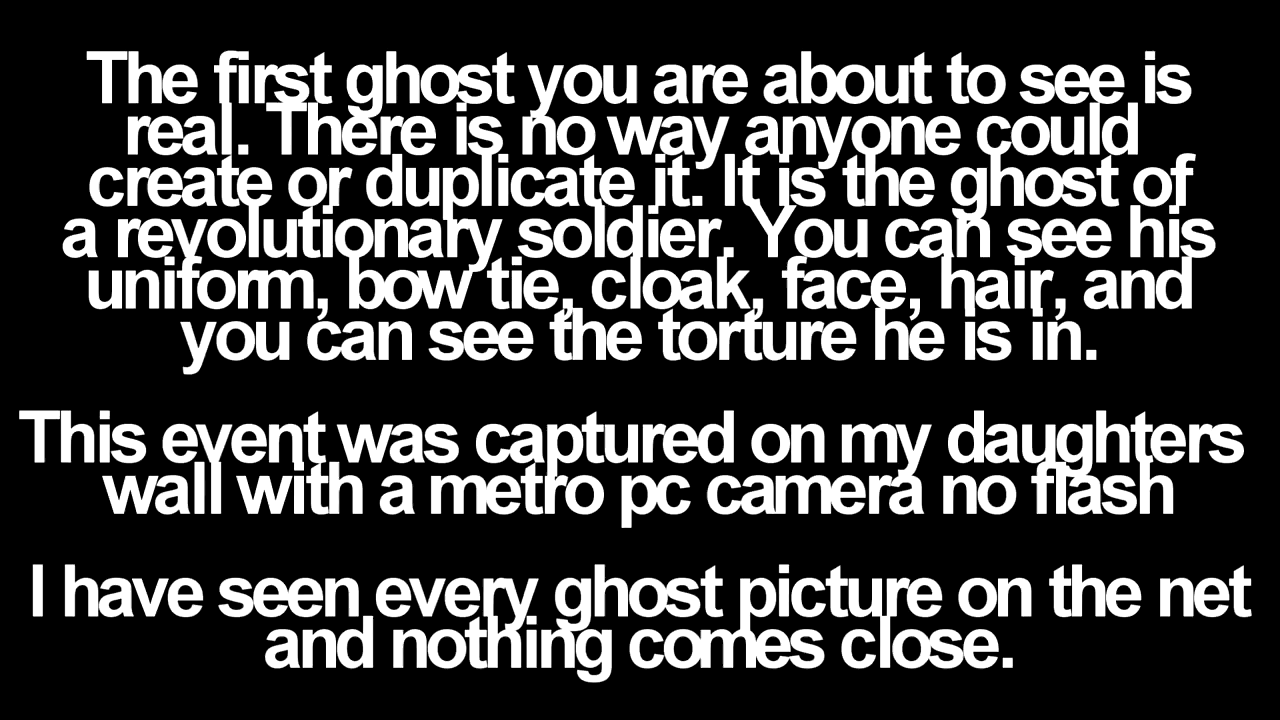 The first ghost you are about to see is
real. There is no way anyone could
create or duplicate it. It is the ghost of
a revolutionary soldier. You can see his
uniform, bow tie, cloak, face, hair, and
you can see the torture he is in.
This event was captured on my daughters
wall with a metro pc camera no flash
I have seen every ghost picture on the net
and nothing comes close.